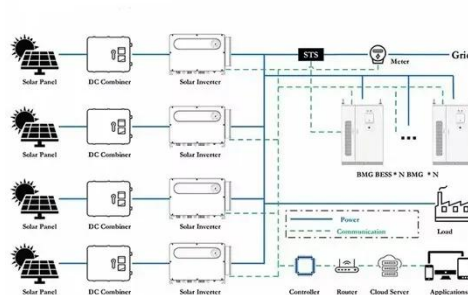 STS
Meter
Grid
Solar Panel
DC Combiner
Solar Inverter
Solar Panel
DC Combiner
Solar Inverter
BMG BESS * N BMG * N
Solar Panel
DC Combiner
Solar Inverter
Power
Communication
Load
Solar Panel
DC Combiner
Solar Inverter
Controller
Router
Cloud Server
Applications